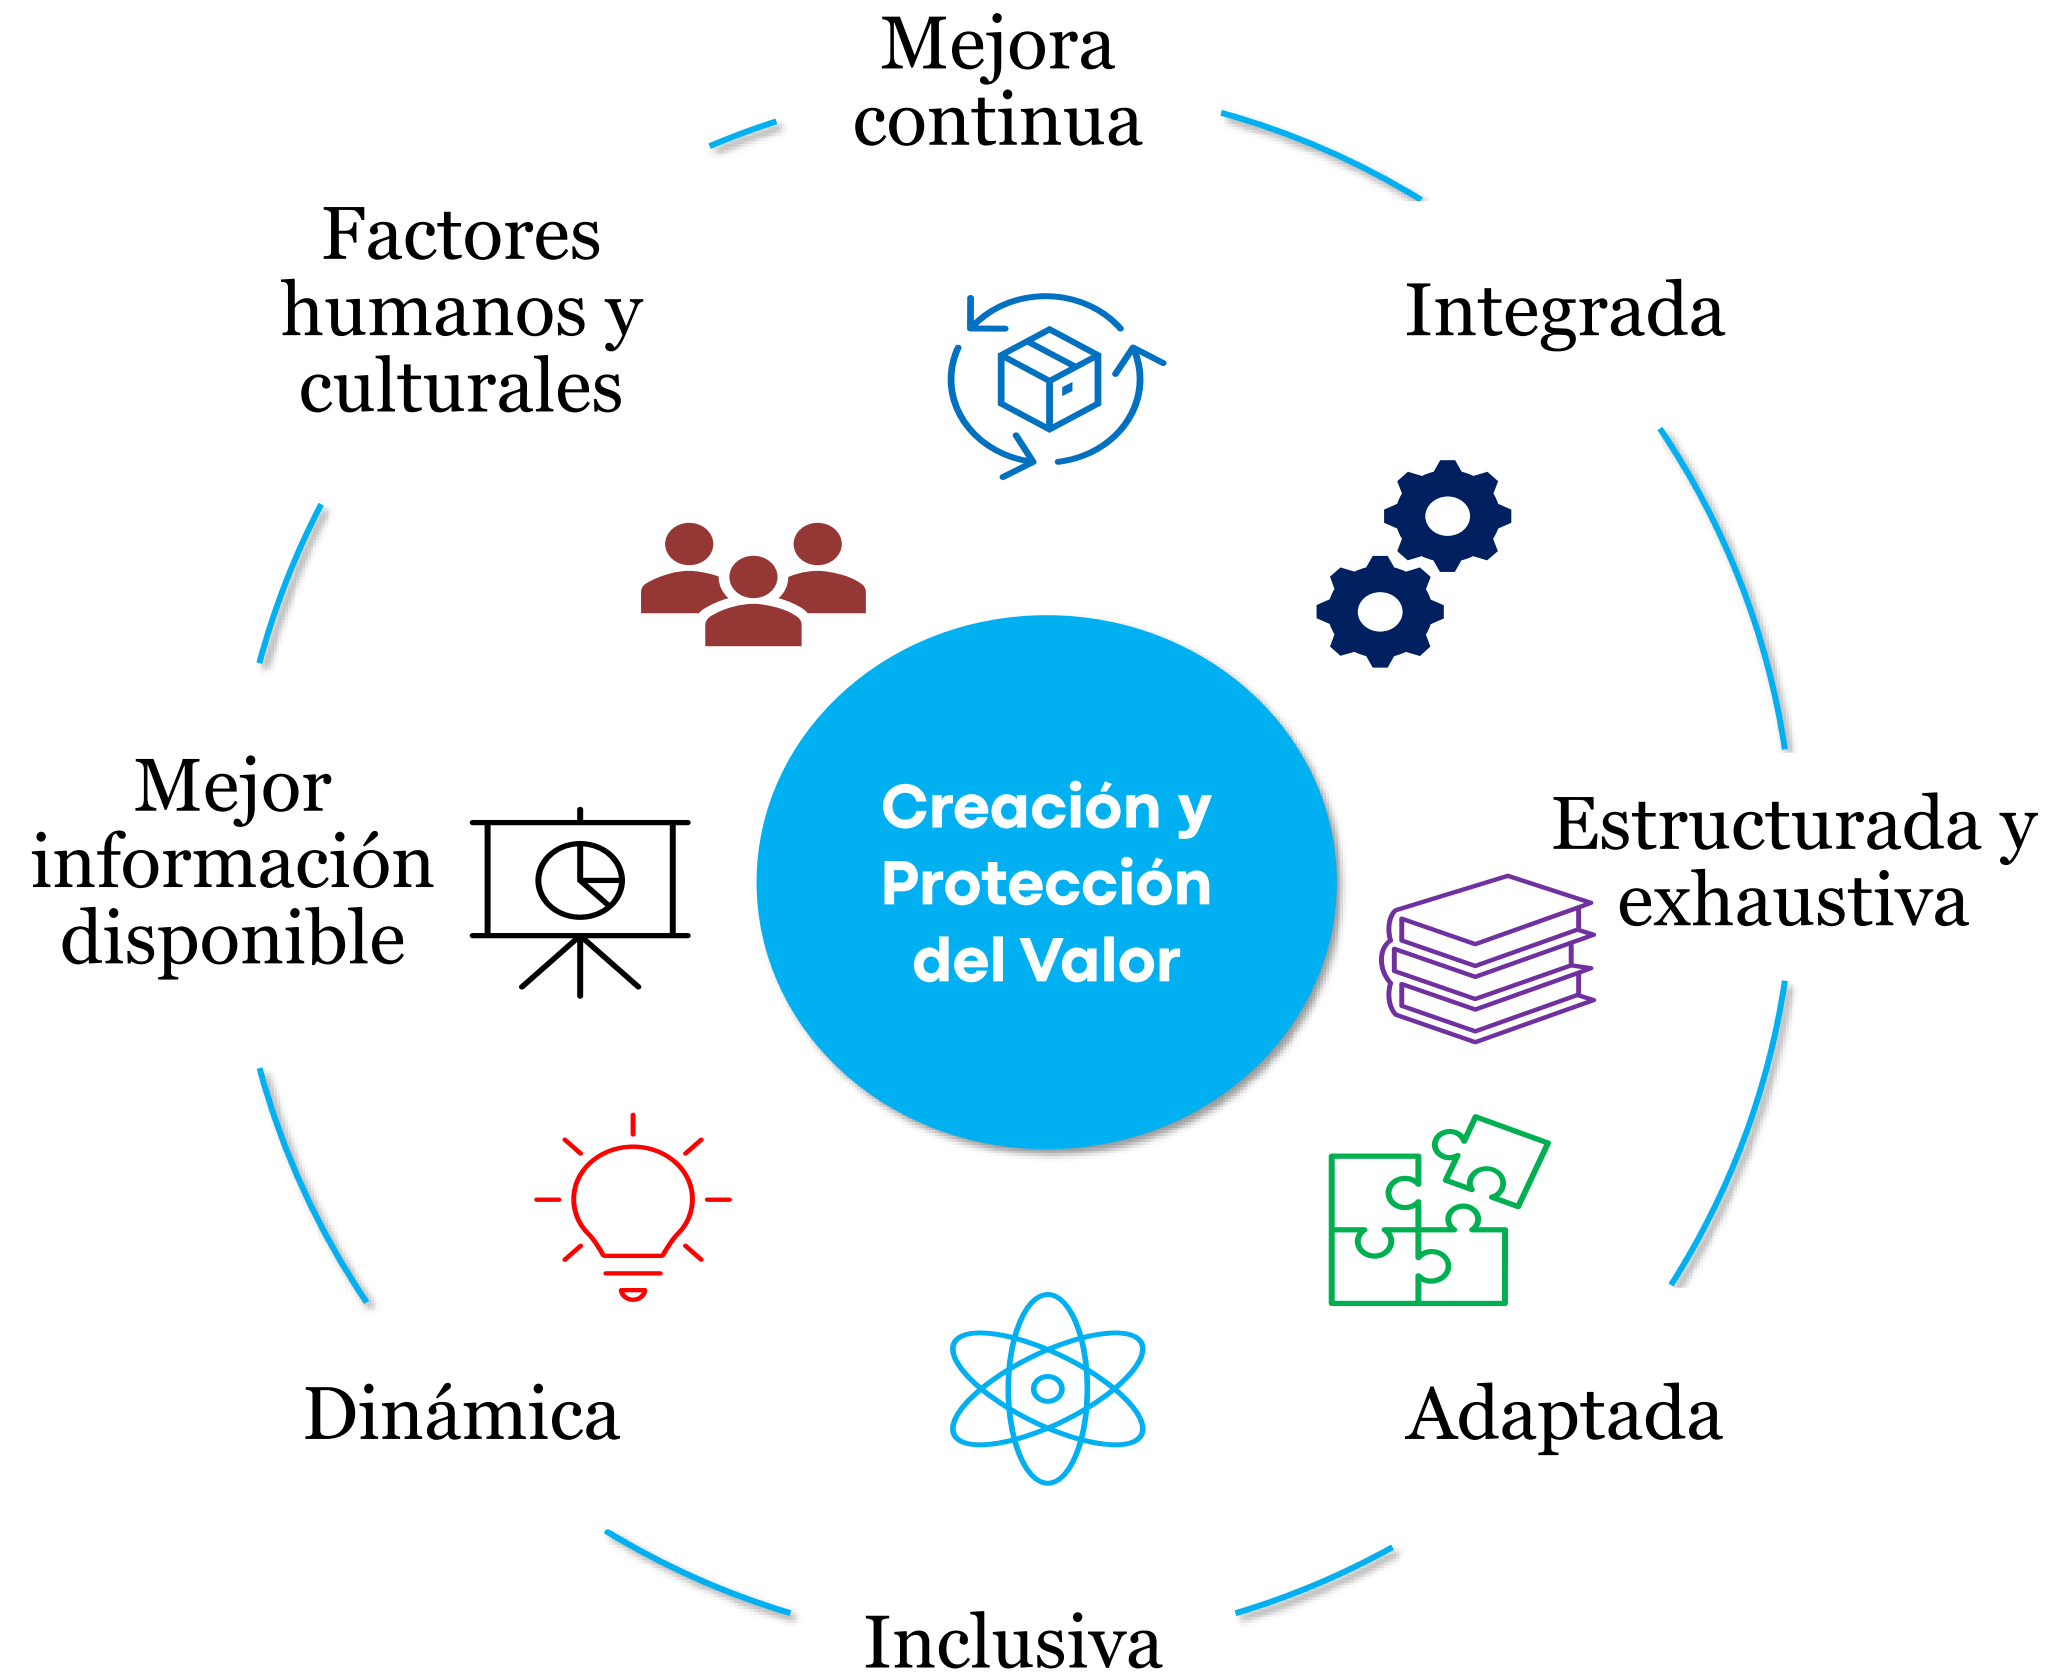 Mejora
continua
Integrada
Estructurada y
exhaustiva
Adaptada
Inclusiva
Dinámica
Mejor
información
disponible
Factores
humanos y
culturales
Creación y
Protección
del Valor